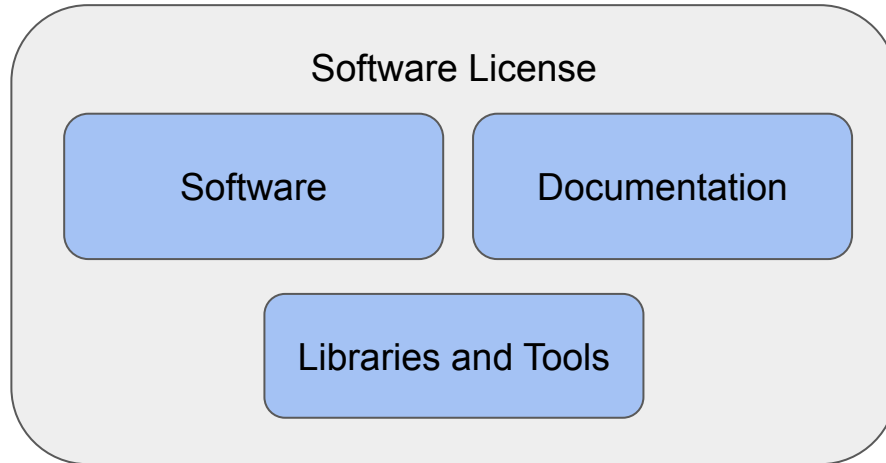 Software License
Software
Documentation
Libraries and Tools